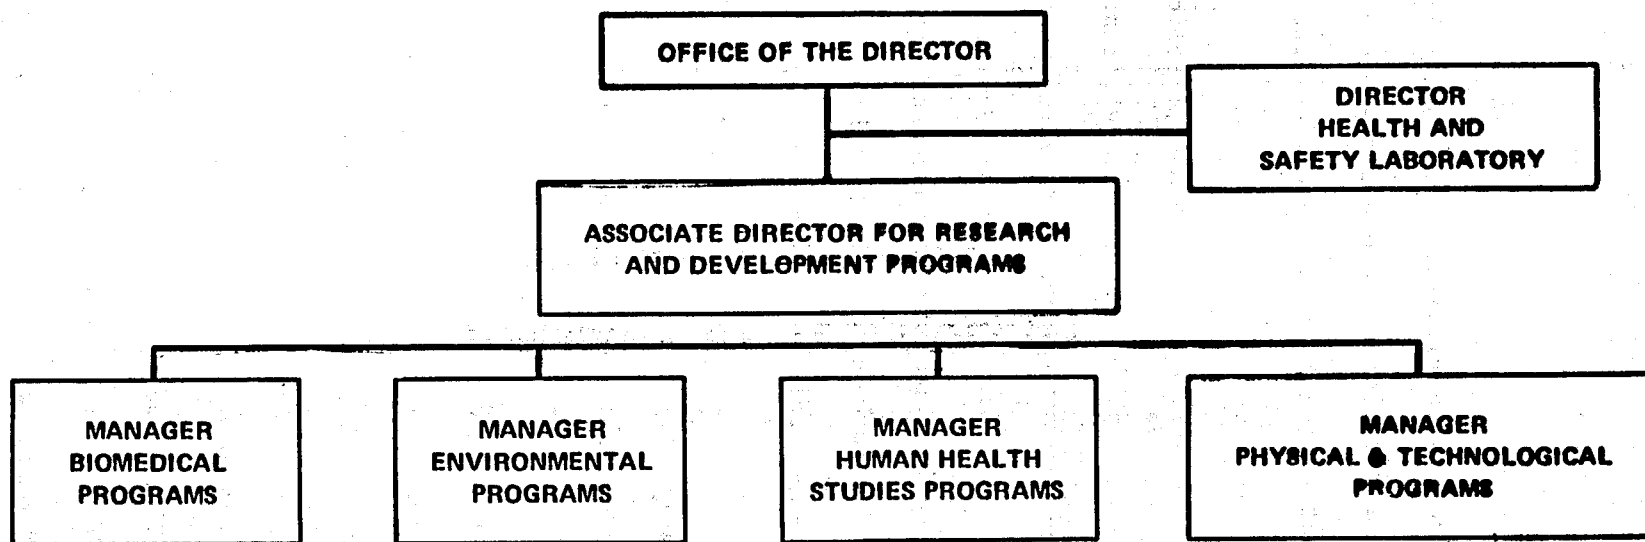 OFFICE OF THE DIRECTOR
DIRECTOR
HEALTH AND
SAFETY LABORATORY
ASSOCIATE DIRECTOR FOR RESEARCH
AND DEVELOPMENT PROGRAMS
MANAGER
BIOMEDICAL
PROGRAMS
MANAGER
ENVIRONMENTAL
PROGRAMS
MANAGER
HUMAN HEALTH
STUDIES PROGRAMS
MANAGER
PHYSICAL & TECHNOLOGICAL
PROGRAMS